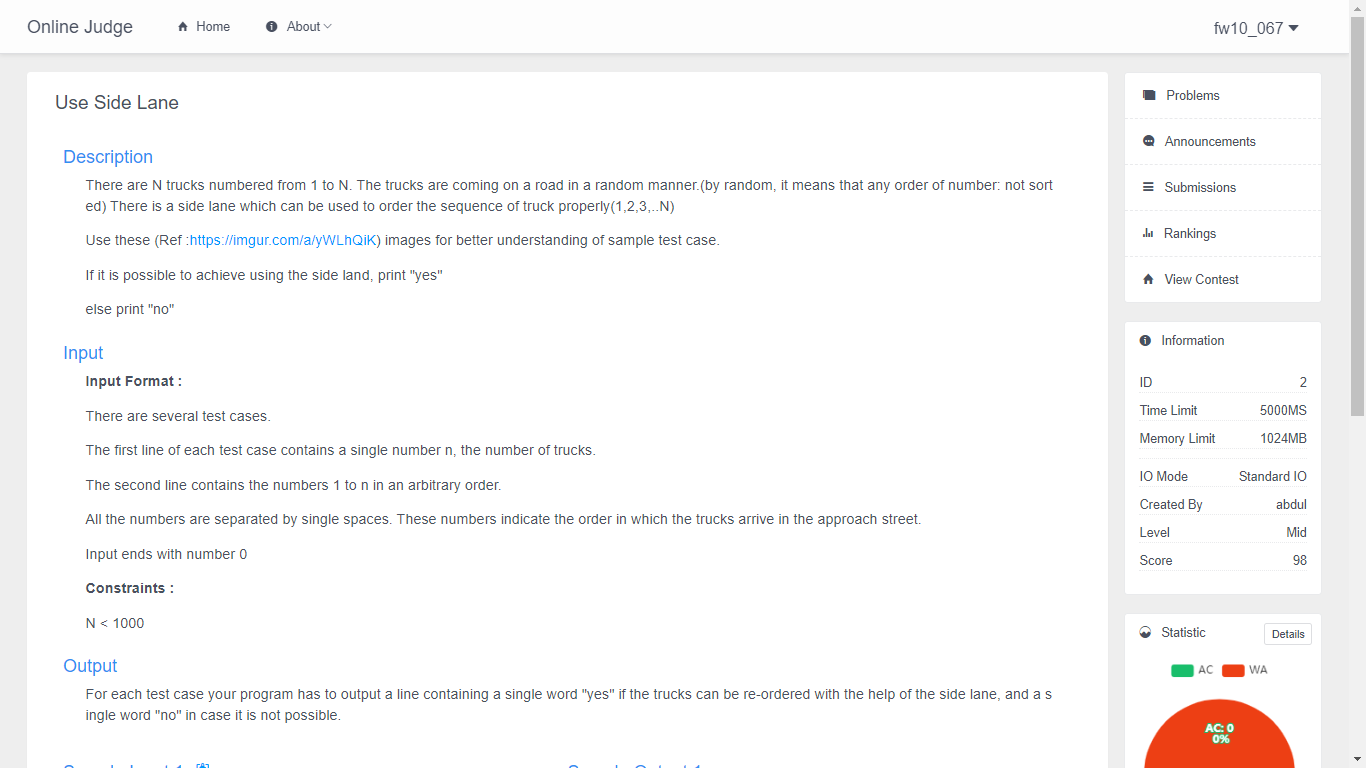 Online Judge
Home
About
fw10_067
Use Side Lane
Description
There are N trucks numbered from 1 to N. The trucks are coming on a road in a random manner.(by random, it means that any order of number: not sort
ed) There is a side lane which can be used to order the sequence of truck properly(1,2,3,..N)
Use these (Ref :https://imgur.com/a/yWLhQiK) images for better understanding of sample test case.
If it is possible to achieve using the side land, print "yes"
else print "no"
Input
Input Format :
There are several test cases.
The first line of each test case contains a single number n, the number of trucks.
The second line contains the numbers 1 to n in an arbitrary order.
All the numbers are separated by single spaces. These numbers indicate the order in which the trucks arrive in the approach street.
Input ends with number 0
Constraints :
N < 1000
Output
For each test case your program has to output a line containing a single word "yes" if the trucks can be re-ordered with the help of the side lane, and a s
ingle word "no" in case it is not possible.
Sample Input 1
Sample Output 1
Problems
Announcements
Submissions
Rankings
View Contest
Information
ID 2
Time Limit 5000MS
Memory Limit 1024MB
IO Mode Standard IO
Created By abdul
Level Mid
Score 98
Statistic
Details
AC WA
AC: 0
0%